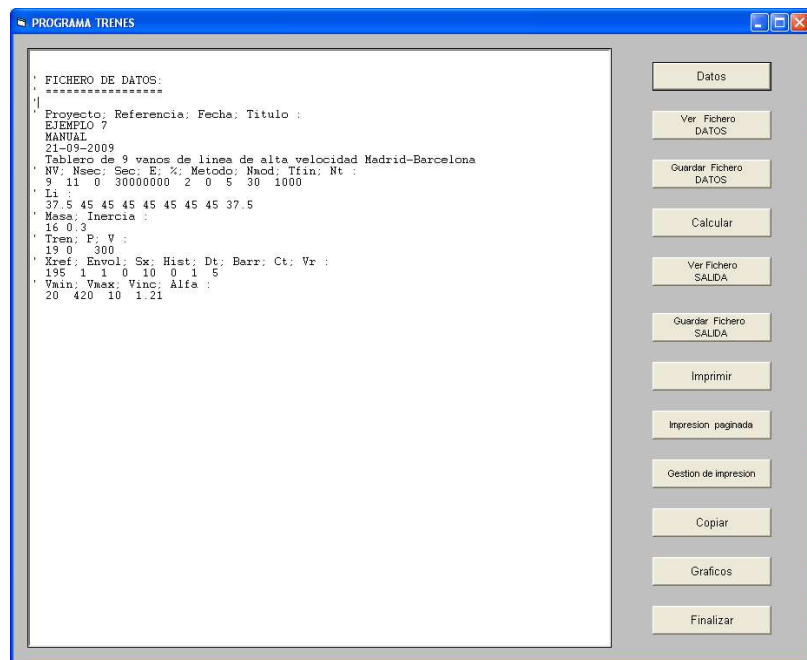 PROGRAMA TRENES
' FICHERO DE DATOS:
' =================
'
' Proyecto; Referencia; Fecha; Titulo :
EJEMPLO 7
MANUAL
21-09-2009
Tablero de 9 vanos de linea de alta velocidad Madrid-Barcelona
' NV; Nsec; Sec; E; %; Metodo; Nmod; Tfin; Nt :
9 11 0 30000000 2 0 5 30 1000
' Li :
37.5 45 45 45 45 45 45 45 37.5
' Masa; Inercia :
16 0.3
' Tren; P; V :
19 0 300
' Xref; Envol; Sx; Hist; Dt; Barr; Ct; Vr :
195 1 1 0 10 0 1 5
' Vmin; Vmax; Vinc; Alfa :
20 420 10 1.21
Datos
Ver Fichero
DATOS
Guardar Fichero
DATOS
Calcular
Ver Fichero
SALIDA
Guardar Fichero
SALIDA
Imprimir
Impresion paginada
Gestion de impresion
Copiar
Graficos
Finalizar